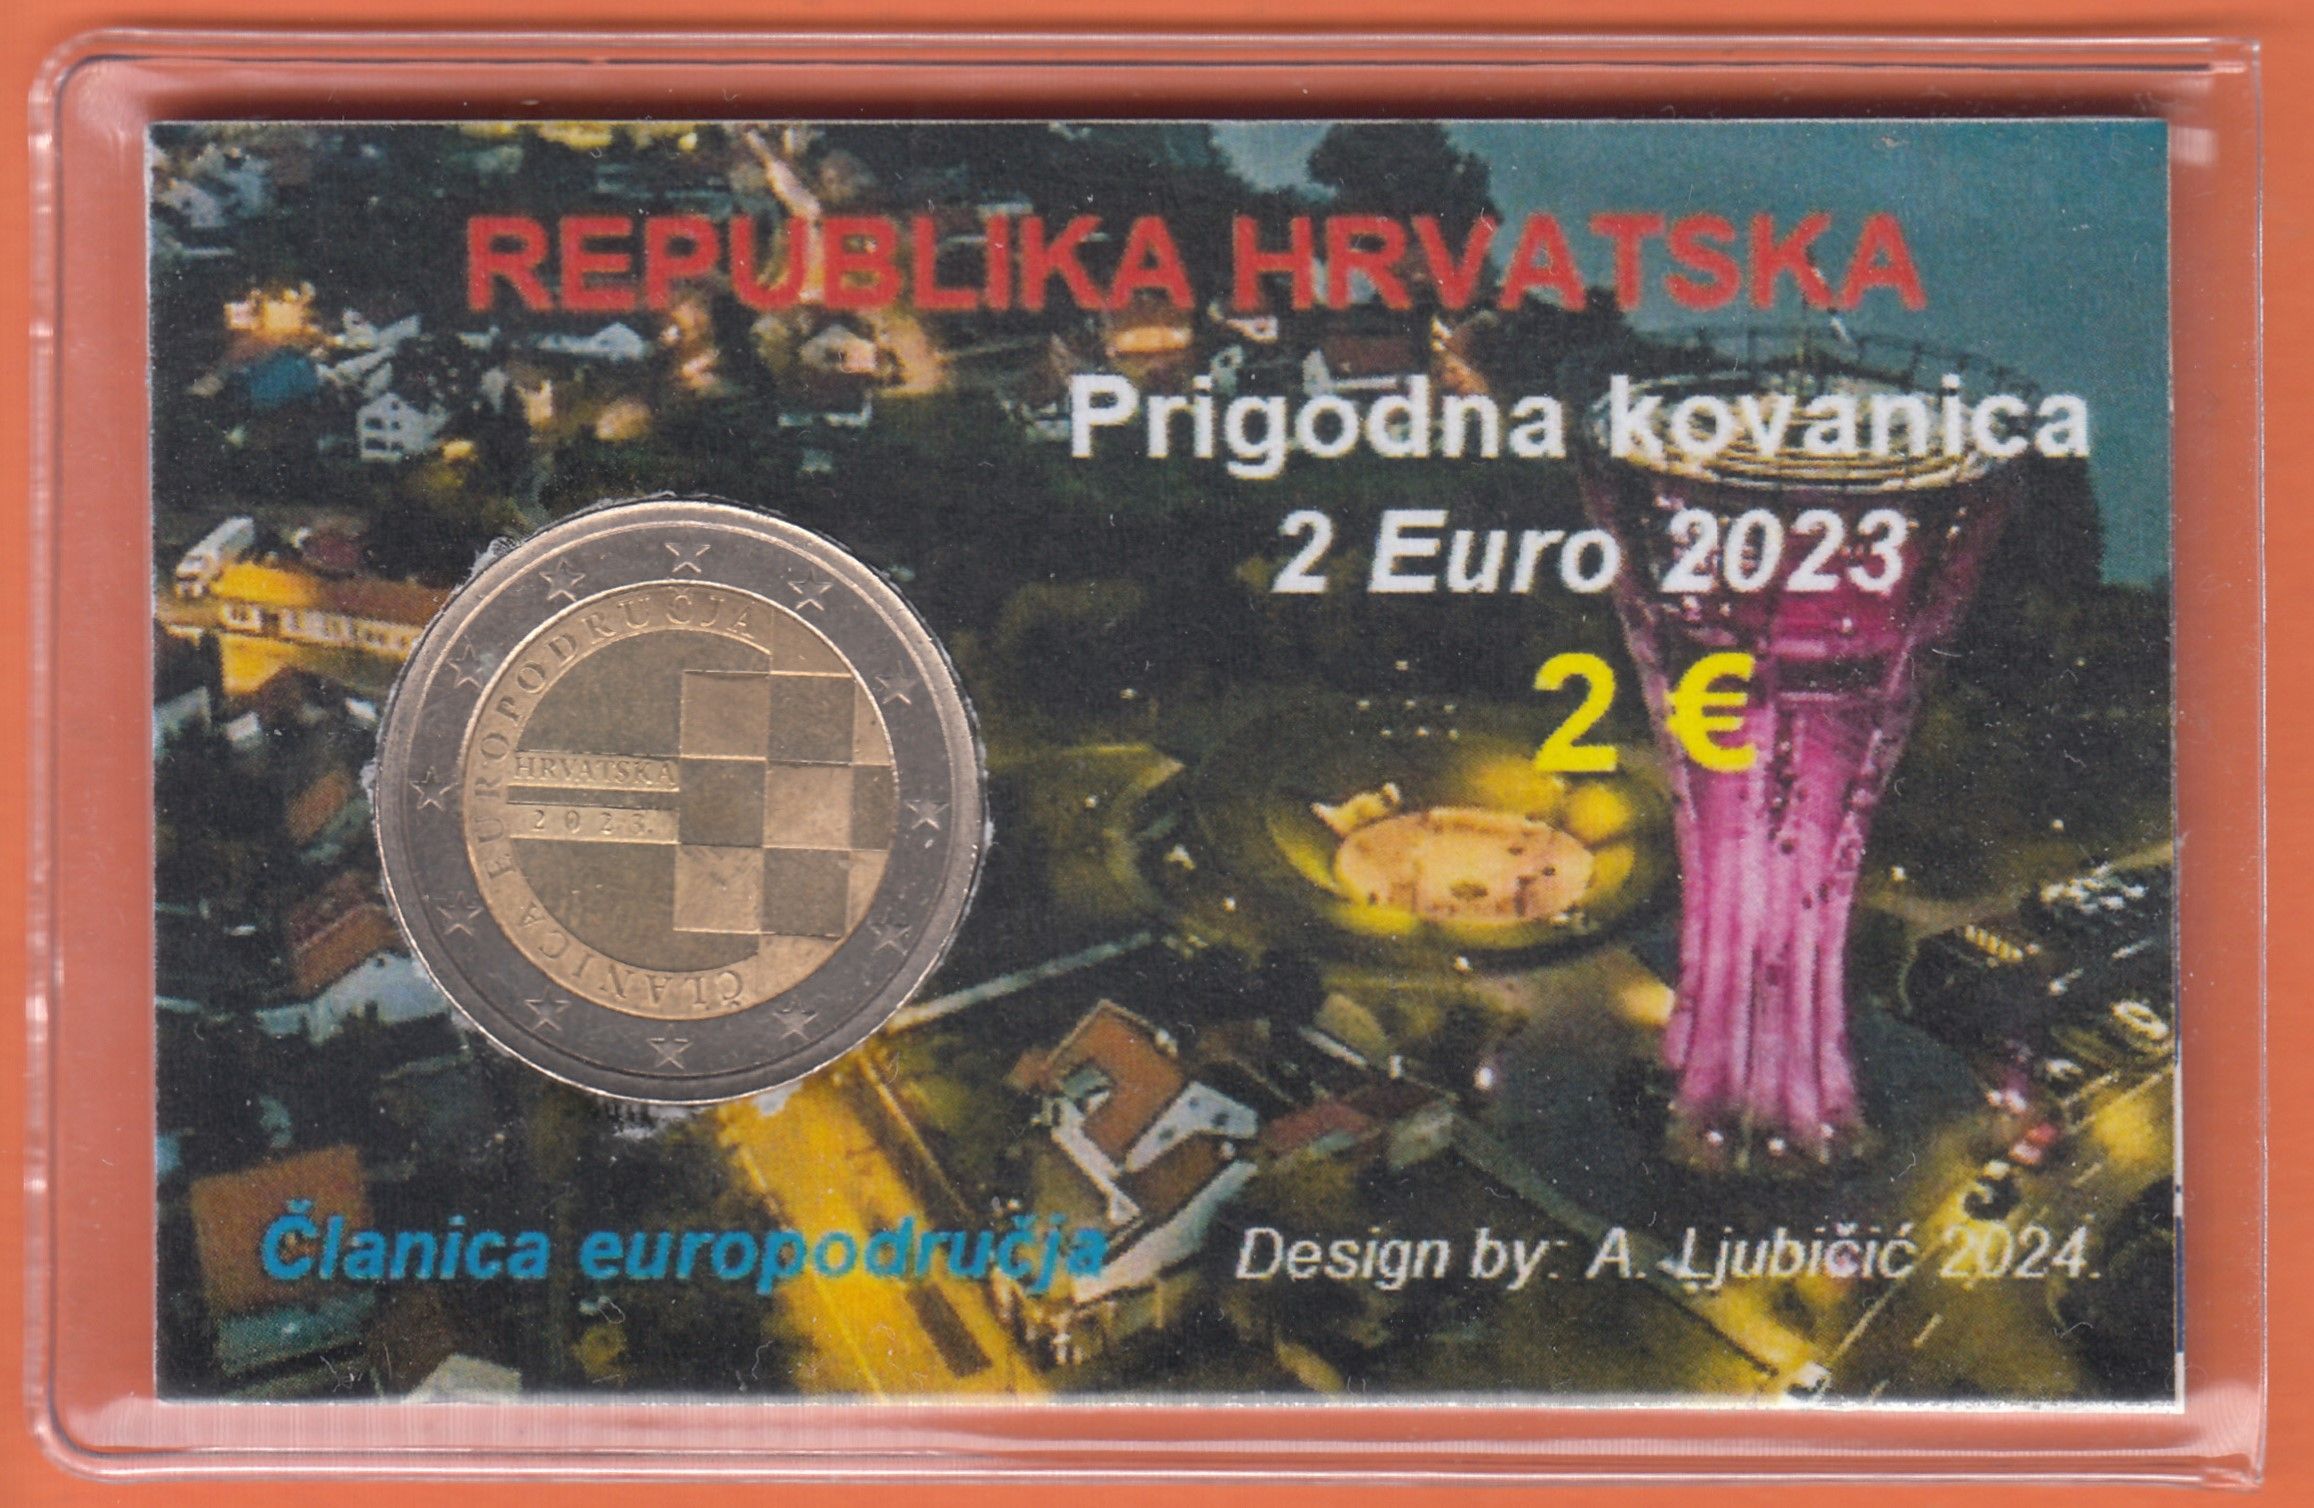 REPUBLIKA HRVATSKA
Prigodna kovanica
2 Euro 2023
2 €
ČLANICA EUROPODRUČJA
HRVATSKA
2023.
Članica europodručja
Design by: A. Ljubičić 2024.